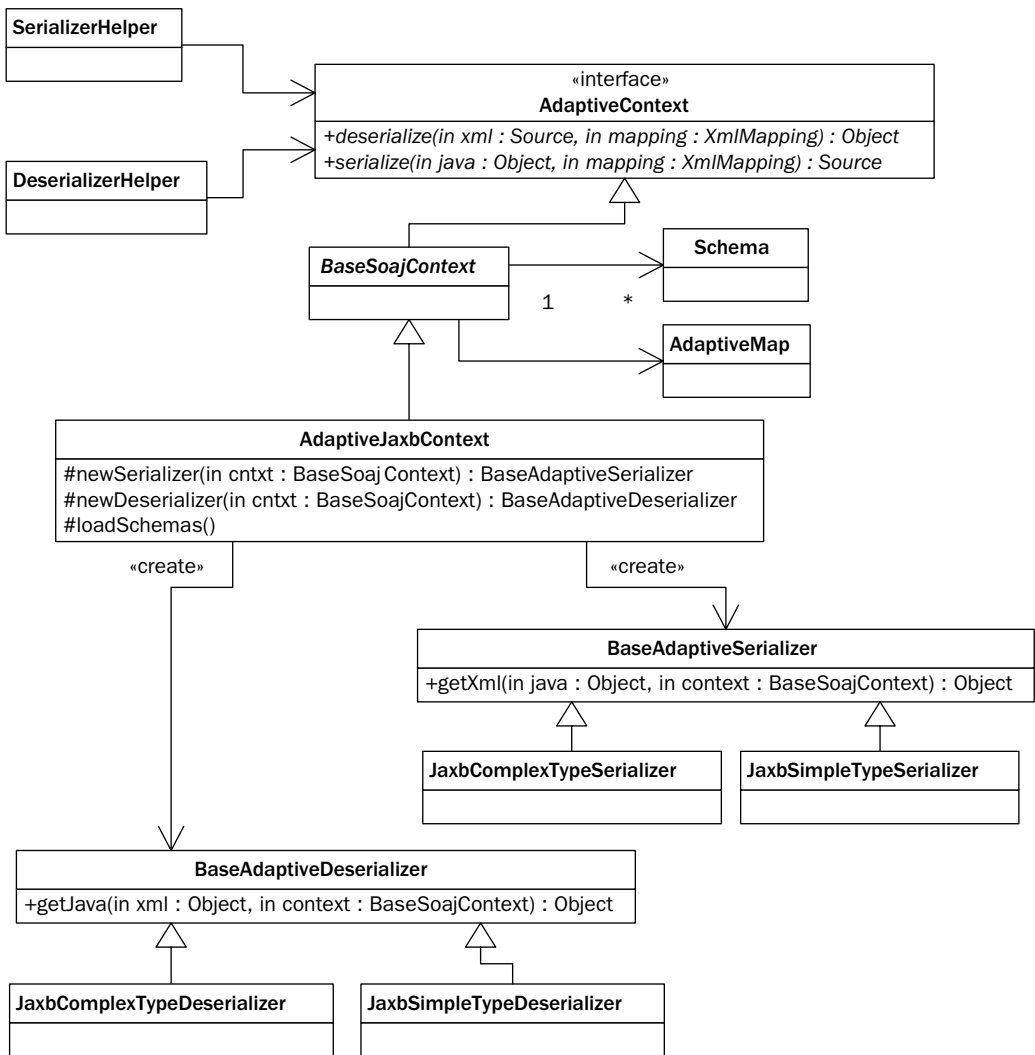 SerializerHelper
«interface»
AdaptiveContext
+deserialize(in xml : Source, in mapping : XmlMapping) : Object
+serialize(in java : Object, in mapping : XmlMapping) : Source
DeserializerHelper
BaseSoajContext
Schema
1
*
AdaptiveMap
AdaptiveJaxbContext
#newSerializer(in cntxt : BaseSoaj Context) : BaseAdaptiveSerializer
#newDeserializer(in cntxt : BaseSoajContext) : BaseAdaptiveDeserializer
#loadSchemas()
«create»
«create»
BaseAdaptiveSerializer
+getXml(in java : Object, in context : BaseSoajContext) : Object
JaxbComplexTypeSerializer
JaxbSimpleTypeSerializer
BaseAdaptiveDeserializer
+getJava(in xml : Object, in context : BaseSoajContext) : Object
JaxbComplexTypeDeserializer
JaxbSimpleTypeDeserializer